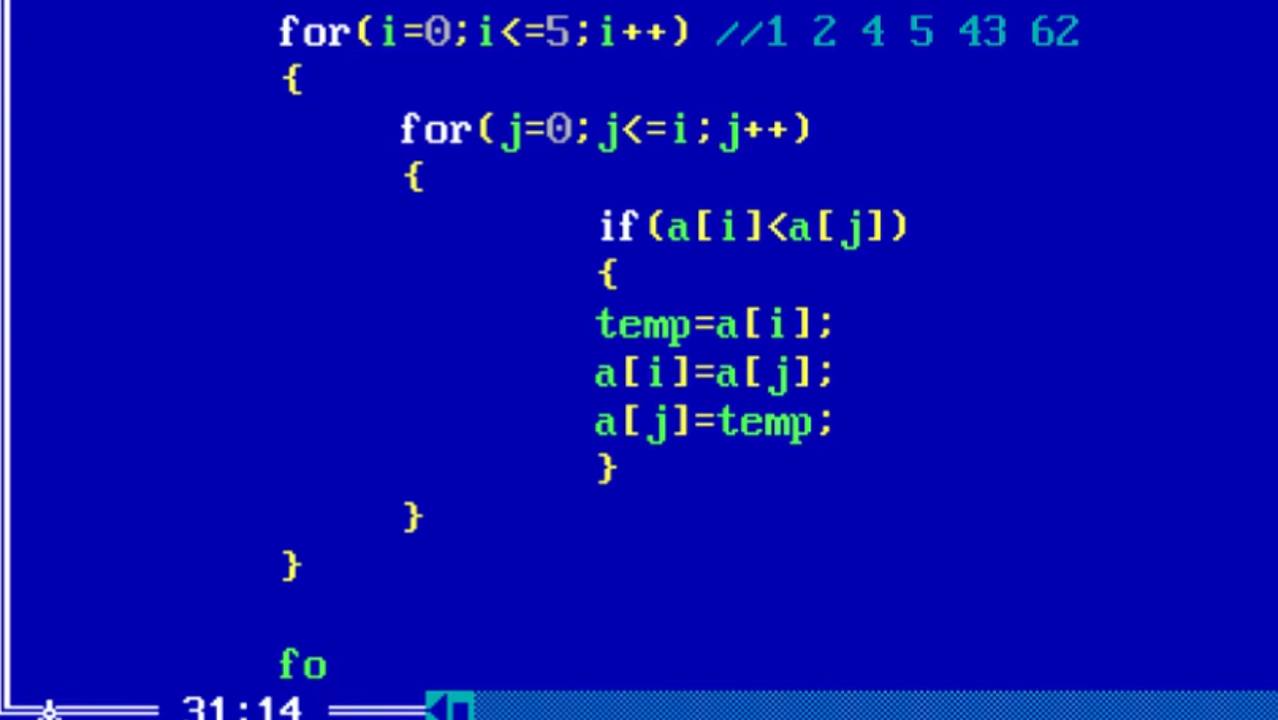 for(i=0;i<=5;i++) //1 2 4 5 43 62
{
for(j=0;j<=i;j++)
{
if(a[i]<a[j])
{
temp=a[i];
a[i]=a[j];
a[j]=temp;
}
}
}
fo
31:14